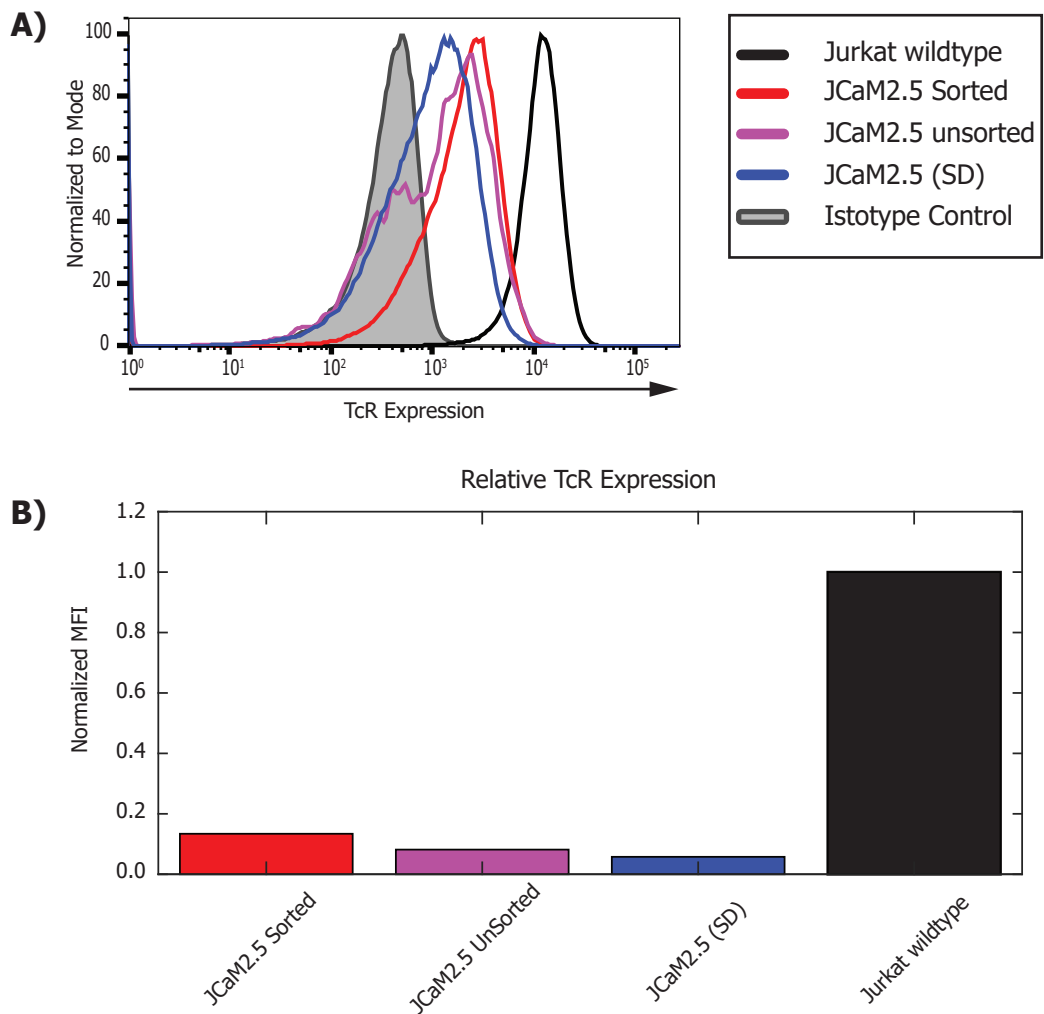 A)
Normalized to Mode
100
80
60
40
20
0
10⁰ 10¹ 10² 10³ 10⁴ 10⁵
TcR Expression
Jurkat wildtype
JCaM2.5 Sorted
JCaM2.5 unsorted
JCaM2.5 (SD)
Istotype Control
B)
Relative TcR Expression
Normalized MFI
1.2
1.0
0.8
0.6
0.4
0.2
0.0
JCaM2.5 Sorted
JCaM2.5 UnSorted
JCaM2.5 (SD)
Jurkat wildtype